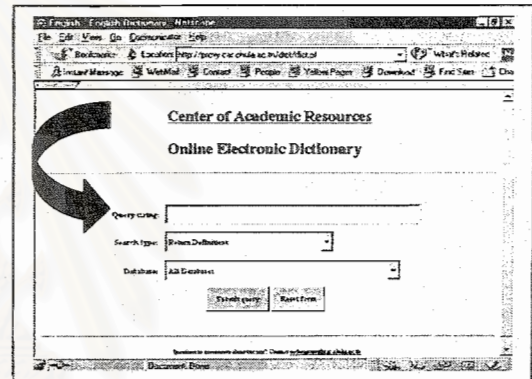 English - English Dictionary - Netscape
File Edit View Go Communicator Help
Bookmarks Location: What's Related
Instant Message WebMail Contact People Yellow Pages Download Find Sites
Center of Academic Resources
Online Electronic Dictionary
Query string:
Search type: Return Definitions
Database: All Databases
Submit query Reset form
Document: Done